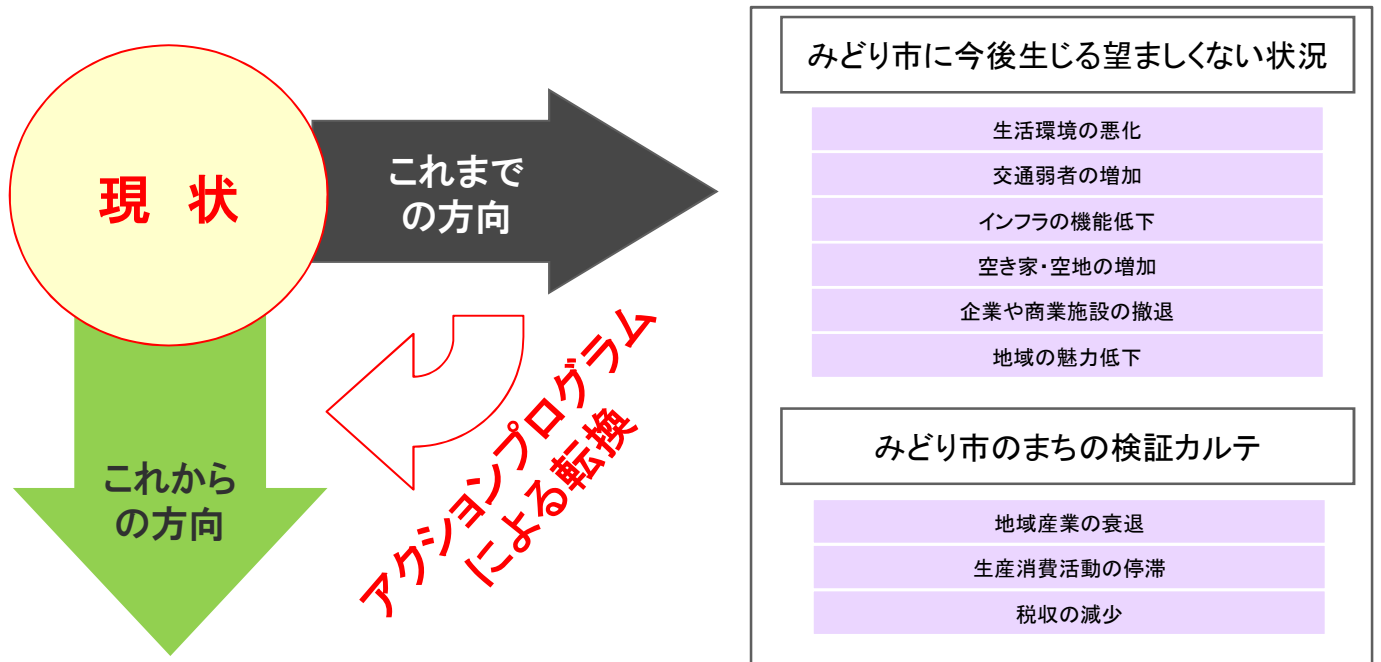 現 状
これまで
の方向
これから
の方向
アクションプログラム
による転換
みどり市に今後生じる望ましくない状況
生活環境の悪化
交通弱者の増加
インフラの機能低下
空き家・空地の増加
企業や商業施設の撤退
地域の魅力低下
みどり市のまちの検証カルテ
地域産業の衰退
生産消費活動の停滞
税収の減少